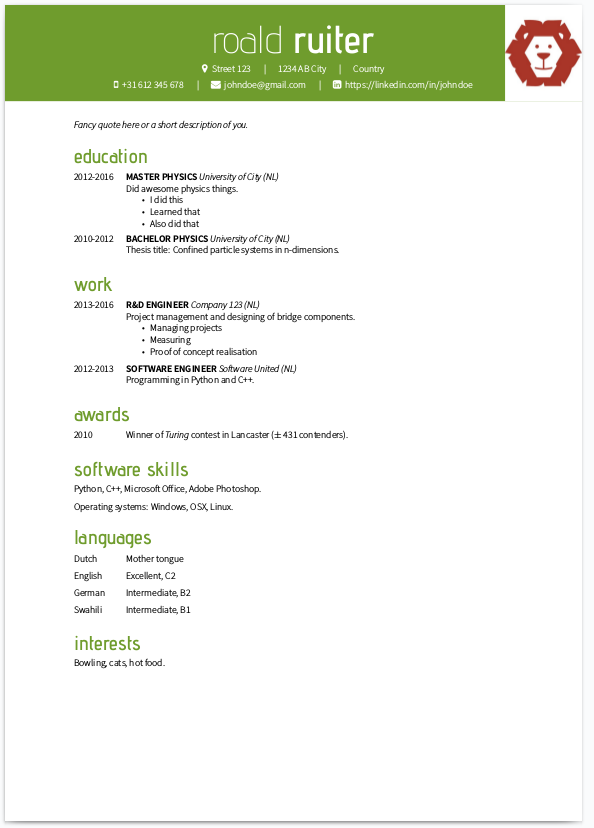 roald ruiter
Street 123 | 1234 AB City | Country
+31 612 345 678 | johndoe@gmail.com | https://linkedin.com/in/johndoe
Fancy quote here or a short description of you.
education
2012-2016 MASTER PHYSICS University of City (NL)
Did awesome physics things.
• I did this
• Learned that
• Also did that
2010-2012 BACHELOR PHYSICS University of City (NL)
Thesis title: Confined particle systems in n-dimensions.
work
2013-2016 R&D ENGINEER Company 123 (NL)
Project management and designing of bridge components.
• Managing projects
• Measuring
• Proof of concept realisation
2012-2013 SOFTWARE ENGINEER Software United (NL)
Programming in Python and C++.
awards
2010 Winner of Turing contest in Lancaster (± 431 contenders).
software skills
Python, C++, Microsoft Office, Adobe Photoshop.
Operating systems: Windows, OSX, Linux.
languages
Dutch Mother tongue
English Excellent, C2
German Intermediate, B2
Swahili Intermediate, B1
interests
Bowling, cats, hot food.